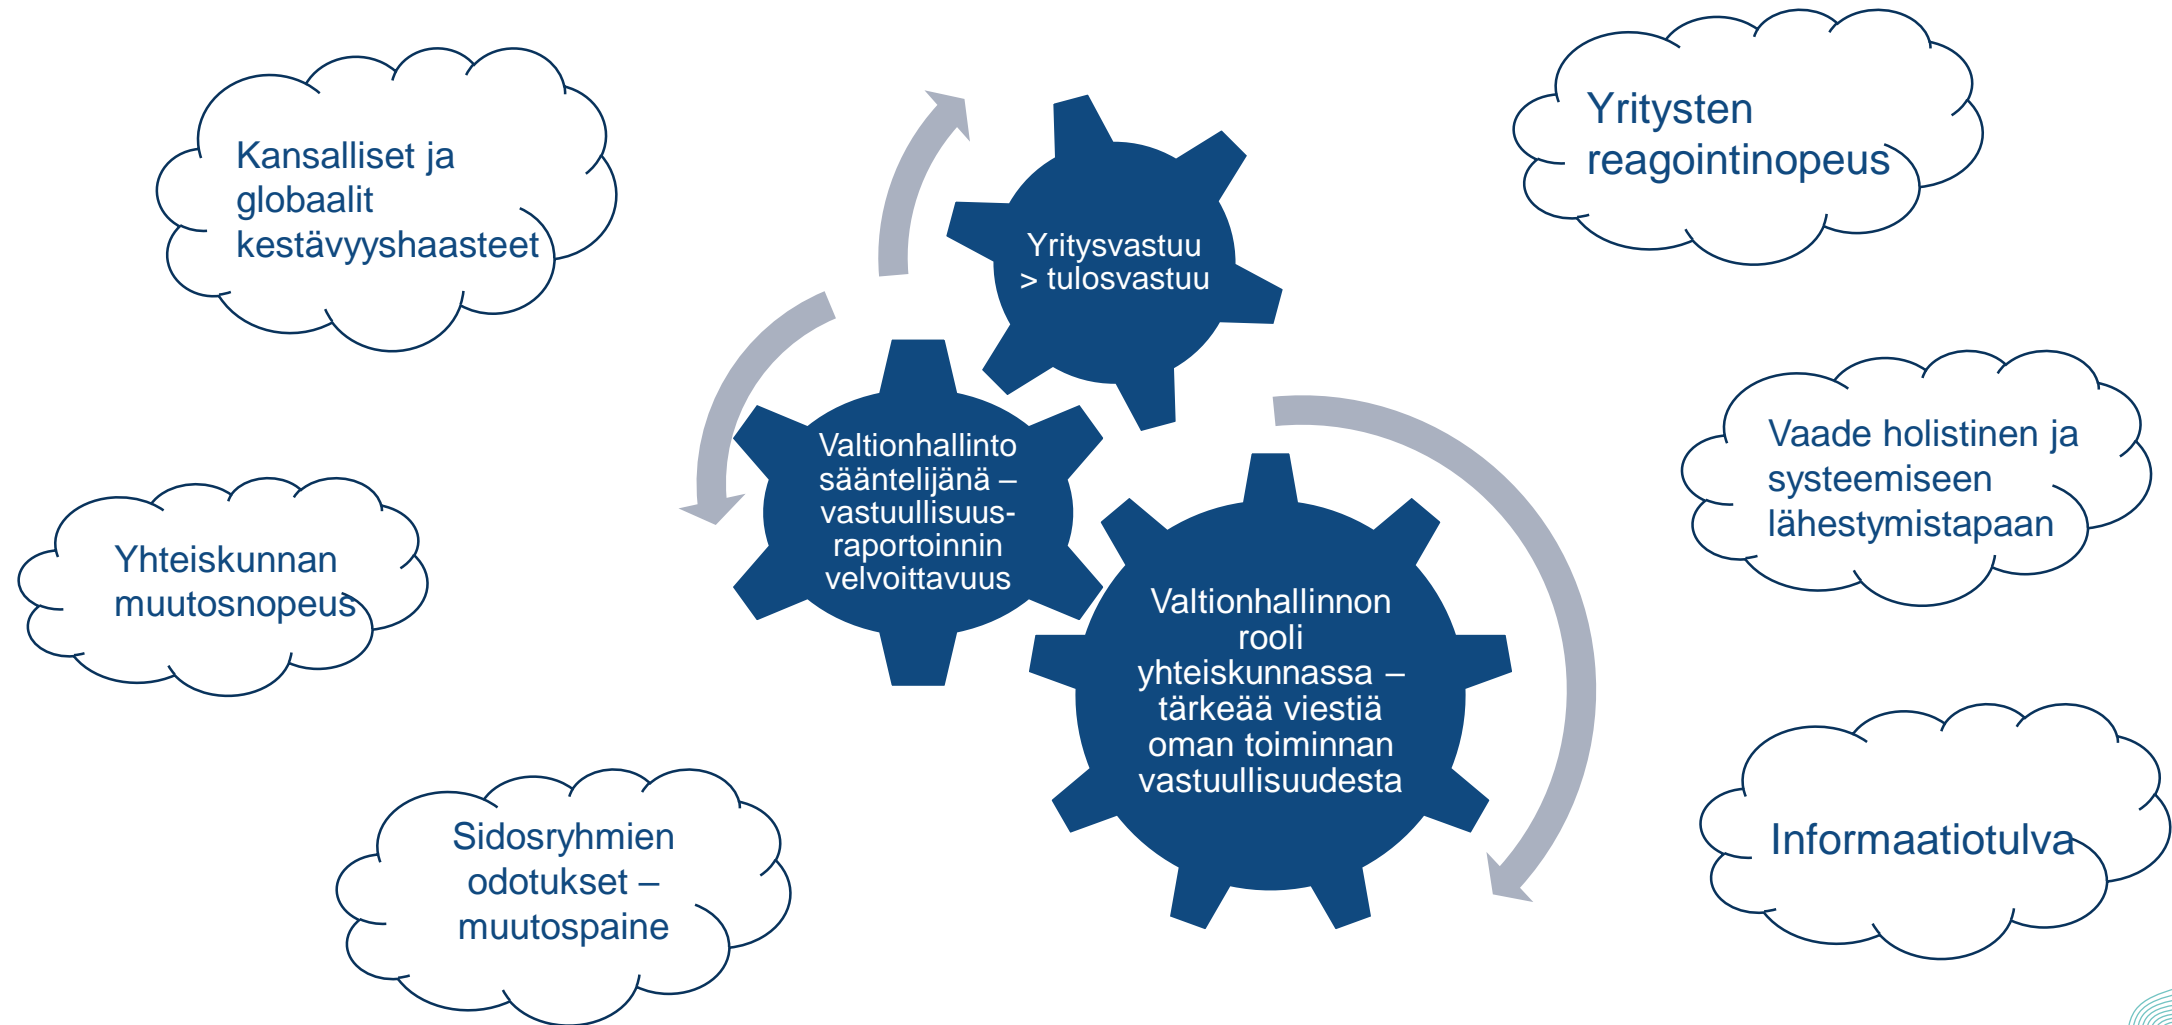 Kansalliset ja
globaalit
kestävyyshaasteet
Yhteiskunnan
muutosnopeus
Sidosryhmien
odotukset –
muutospaine
Yritysvastuu
> tulosvastuu
Valtionhallinto
sääntelijänä –
vastuullisuus-
raportoinnin
velvoittavuus
Valtionhallinnon
rooli
yhteiskunnassa –
tärkeää viestiä
oman toiminnan
vastuullisuudesta
Yritysten
reagointinopeus
Vaade holistinen ja
systeemiseen
lähestymistapaan
Informaatiotulva